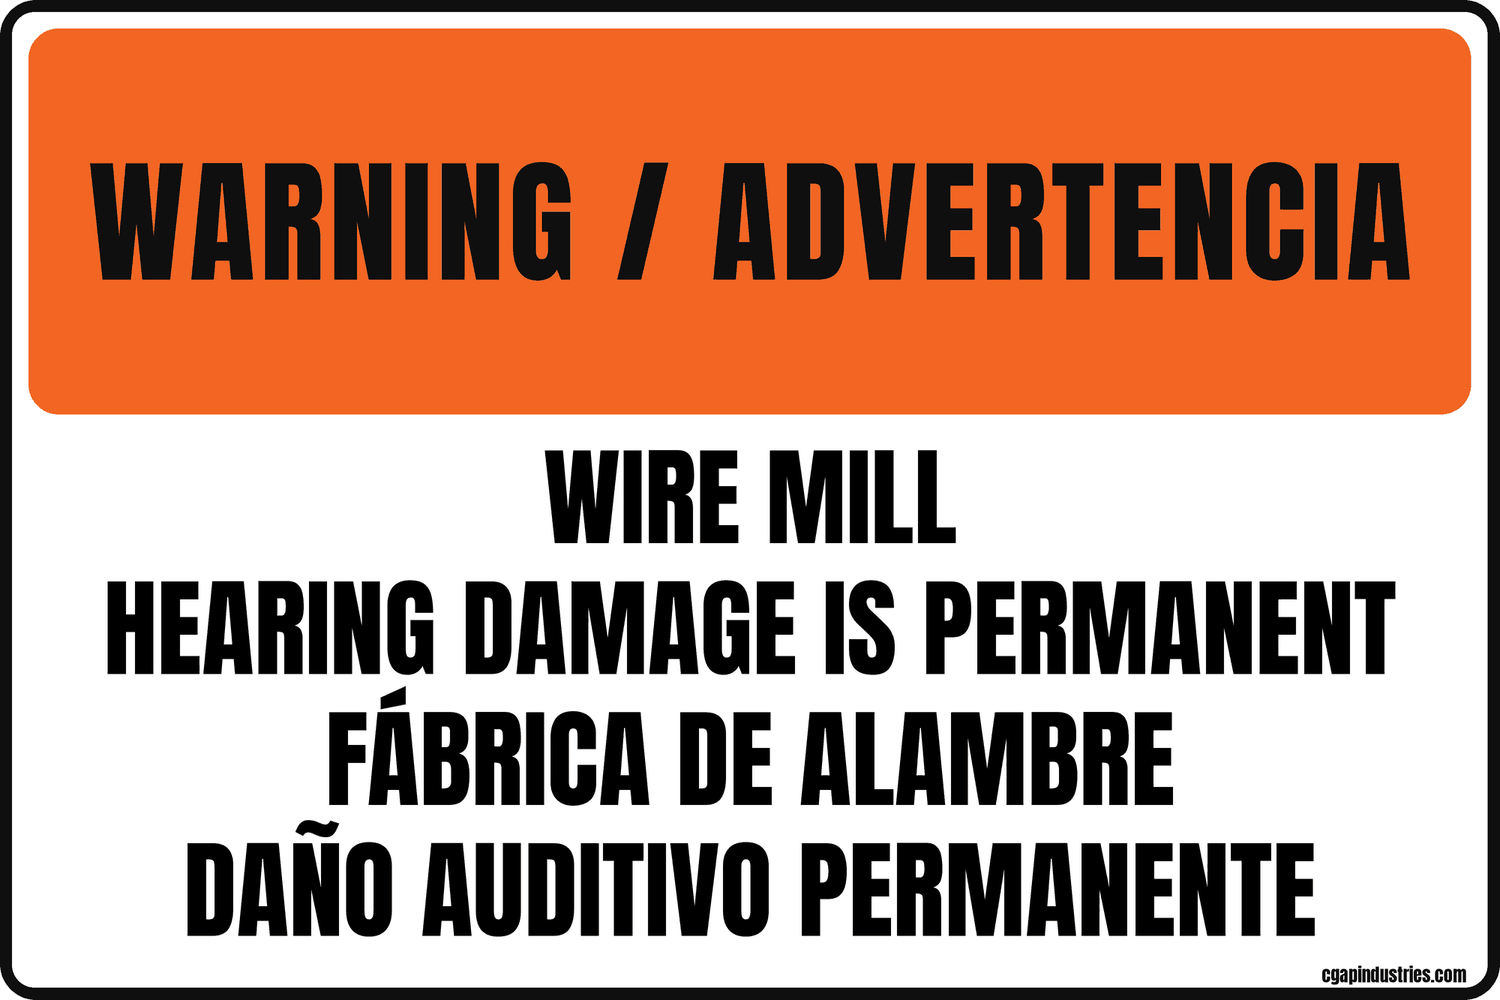 WARNING / ADVERTENCIA
WIRE MILL
HEARING DAMAGE IS PERMANENT
FÁBRICA DE ALAMBRE
DAÑO AUDITIVO PERMANENTE
cgapindustries.com